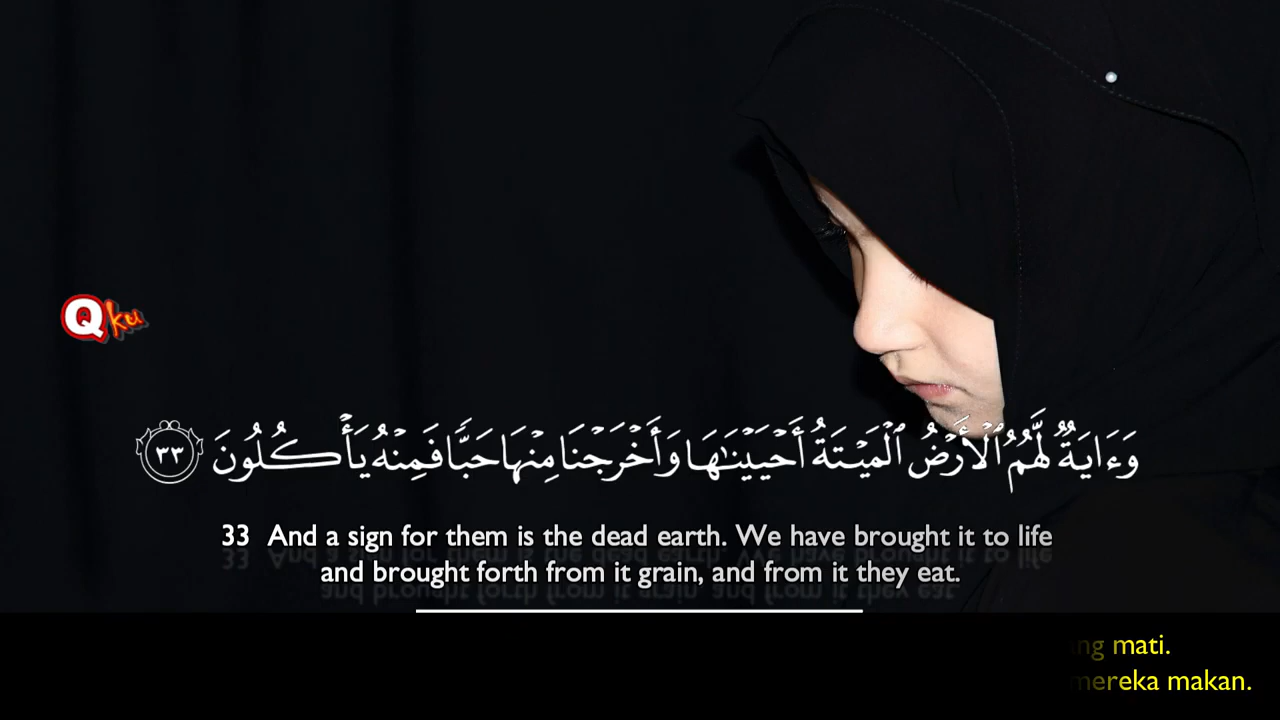 Qku
وَءَايَةٌ لَّهُمُ ٱلْأَرْضُ ٱلْمَيْتَةُ أَحْيَيْنَـٰهَا وَأَخْرَجْنَا مِنْهَا حَبًّا فَمِنْهُ يَأْكُلُونَ ٣٣
33 And a sign for them is the dead earth. We have brought it to life
and brought forth from it grain, and from it they eat.
mati.
mereka makan.